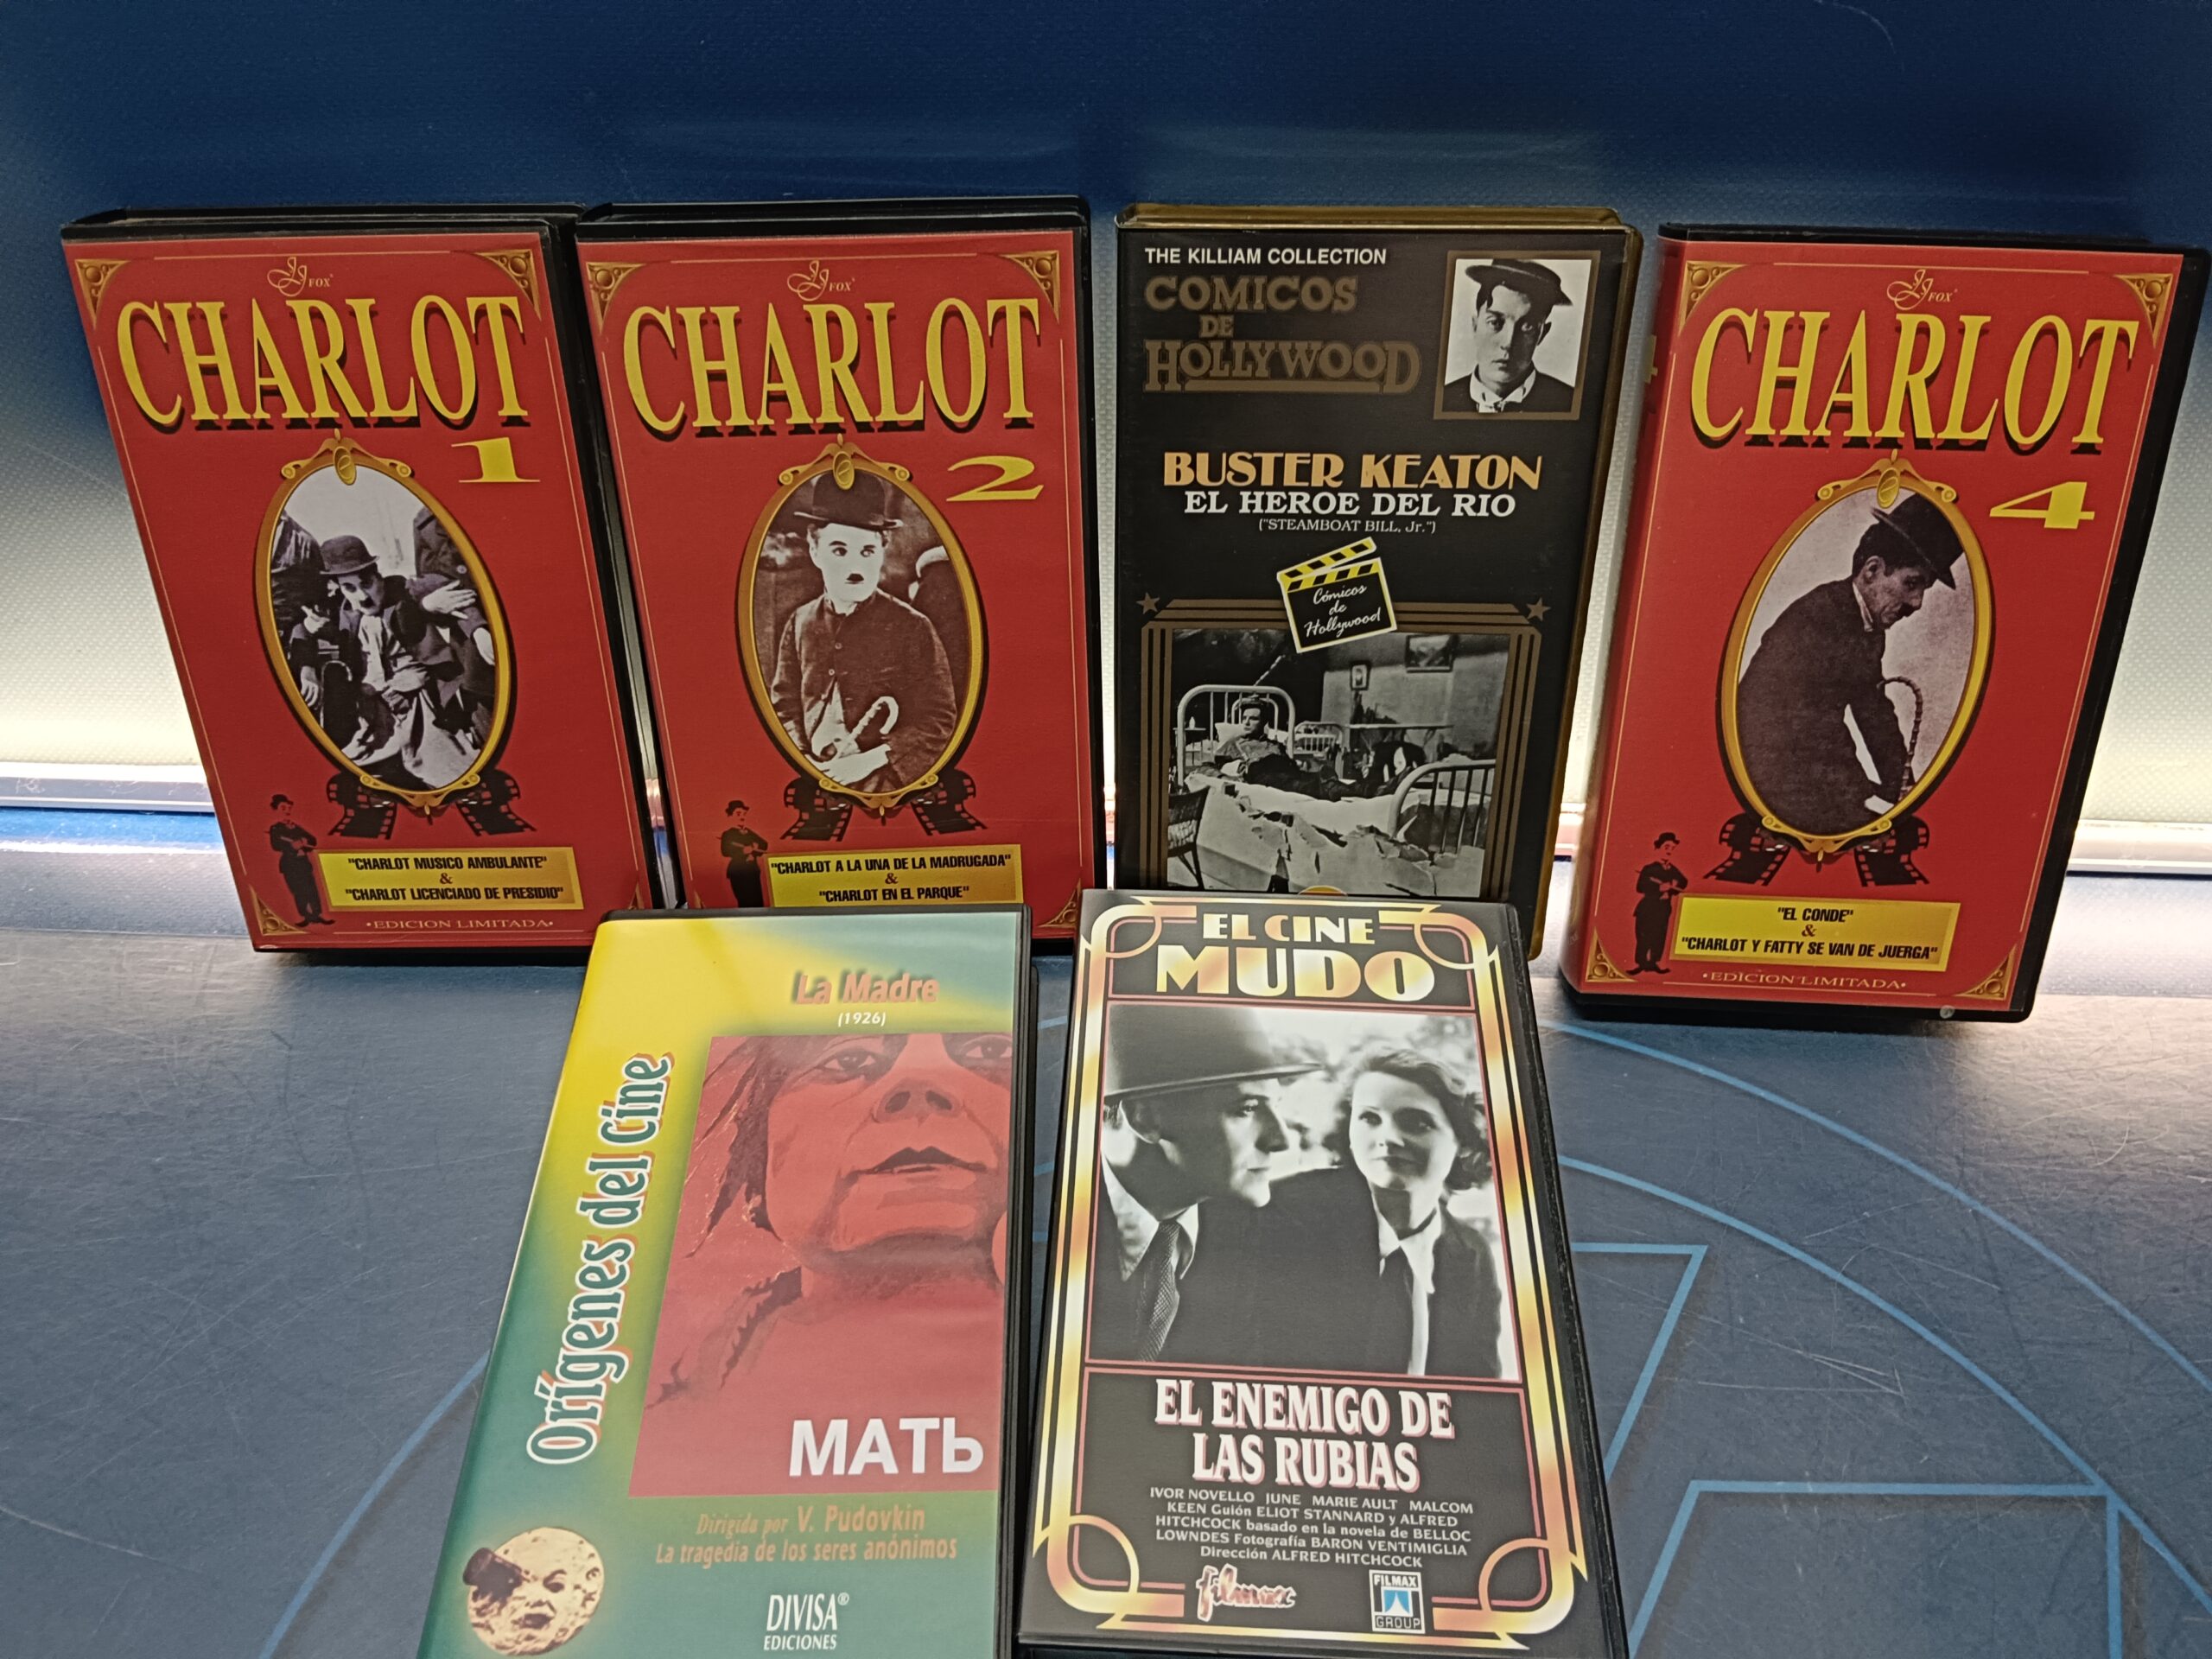 JJ FOX
CHARLOT
1
"CHARLOT MUSICO AMBULANTE"
&
"CHARLOT LICENCIADO DE PRESIDIO"
•EDICION LIMITADA•
JJ FOX
CHARLOT
2
"CHARLOT A LA UNA DE LA MADRUGADA"
&
"CHARLOT EN EL PARQUE"
THE KILLIAM COLLECTION
COMICOS
DE
HOLLYWOOD
BUSTER KEATON
EL HEROE DEL RIO
("STEAMBOAT BILL, Jr.")
Cómicos
de
Hollywood
JJ FOX
CHARLOT
4
"EL CONDE"
&
"CHARLOT Y FATTY SE VAN DE JUERGA"
•EDICION LIMITADA•
Orígenes del cine
La Madre
(1926)
МАТЬ
Dirigida por V. Pudovkin
La tragedia de los seres anónimos
DIVISA®
EDICIONES
EL CINE
MUDO
EL ENEMIGO DE
LAS RUBIAS
IVOR NOVELLO JUNE MARIE AULT MALCOM
KEEN Guión ELIOT STANNARD y ALFRED
HITCHCOCK basado en la novela de BELLOC
LOWNDES Fotografía BARON VENTIMIGLIA
Dirección ALFRED HITCHCOCK
filmax
FILMAX
GROUP